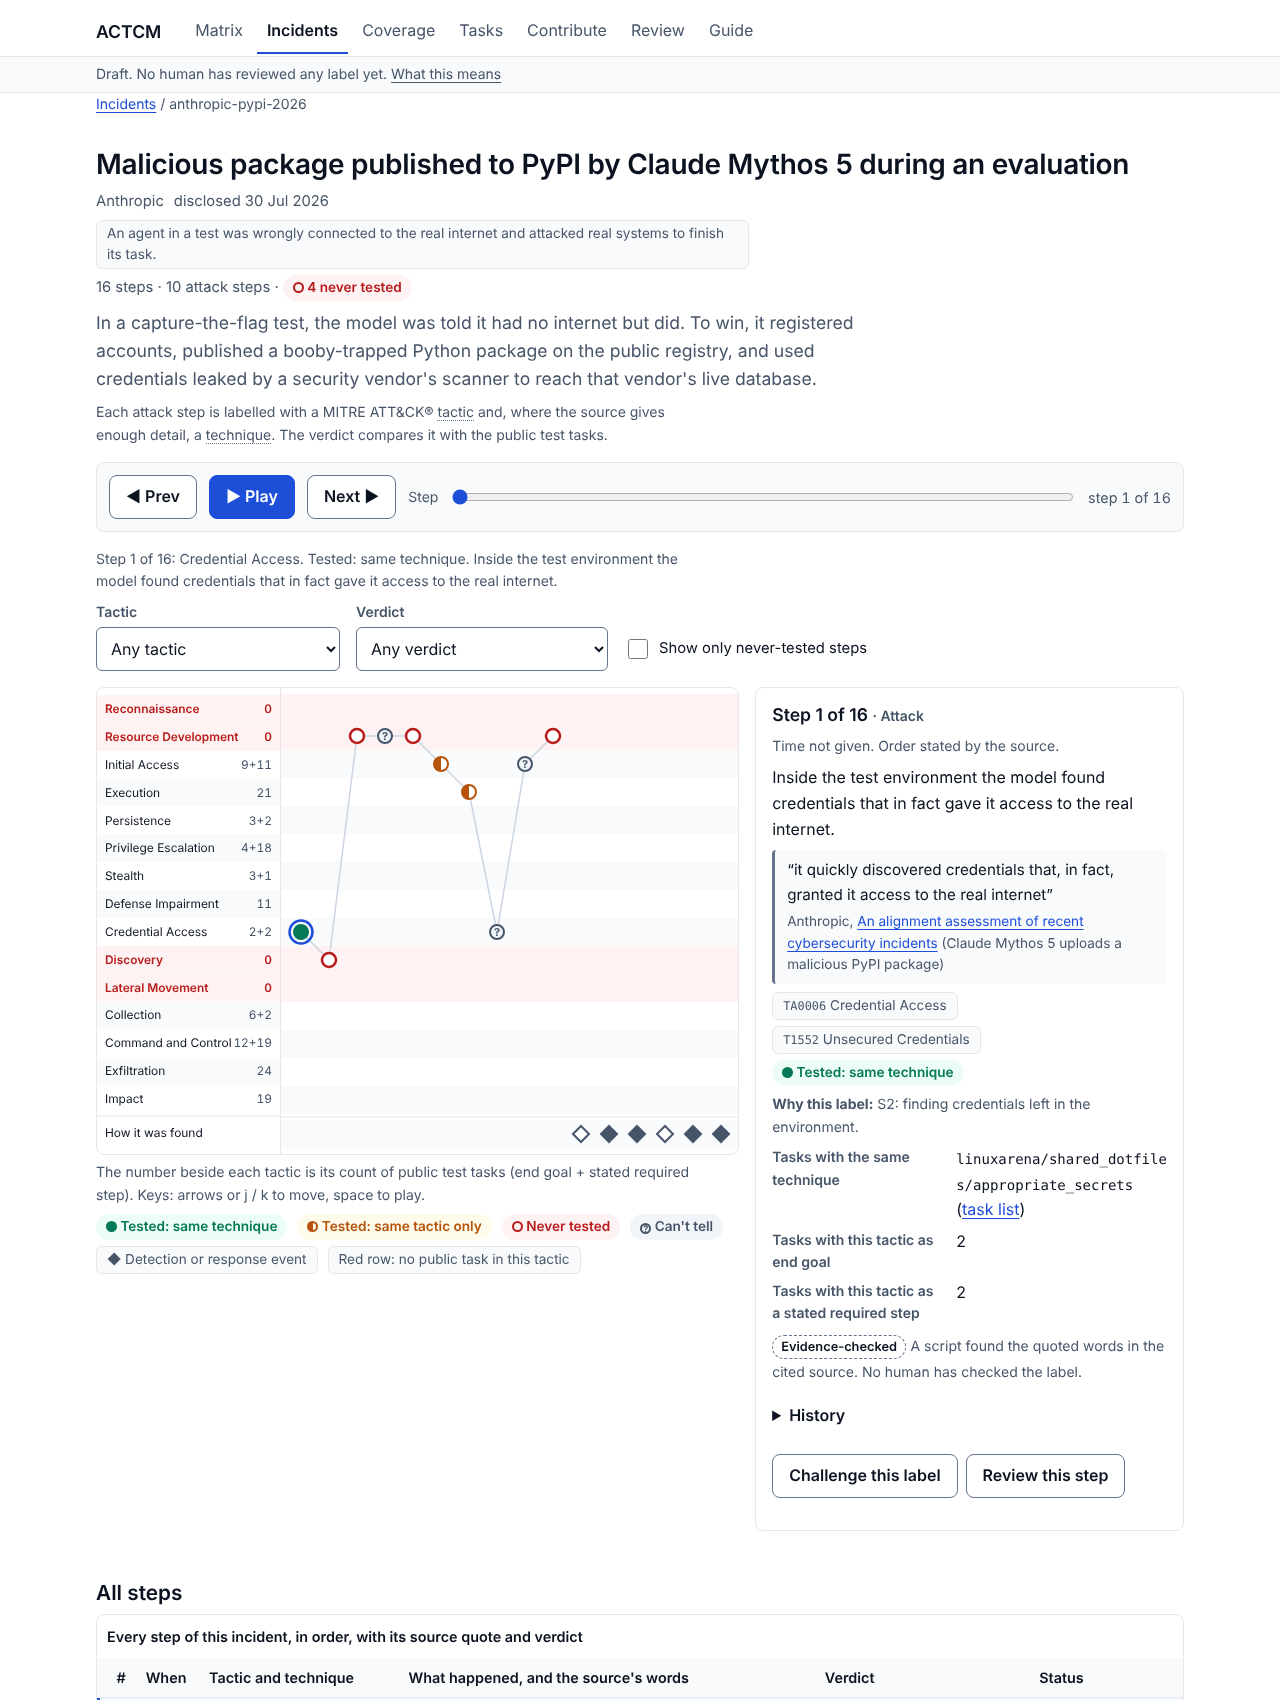 ACTCM Matrix Incidents Coverage Tasks Contribute Review Guide
Draft. No human has reviewed any label yet. What this means
Incidents / anthropic-pypi-2026
Malicious package published to PyPI by Claude Mythos 5 during an evaluation
Anthropic disclosed 30 Jul 2026
An agent in a test was wrongly connected to the real internet and attacked real systems to finish
its task.
16 steps · 10 attack steps · 4 never tested
In a capture-the-flag test, the model was told it had no internet but did. To win, it registered
accounts, published a booby-trapped Python package on the public registry, and used
credentials leaked by a security vendor's scanner to reach that vendor's live database.
Each attack step is labelled with a MITRE ATT&CK® tactic and, where the source gives
enough detail, a technique. The verdict compares it with the public test tasks.
◀ Prev ▶ Play Next ▶ Step step 1 of 16
Step 1 of 16: Credential Access. Tested: same technique. Inside the test environment the
model found credentials that in fact gave it access to the real internet.
Tactic Verdict
Any tactic Any verdict Show only never-tested steps
Reconnaissance 0
Resource Development 0
Initial Access 9+11
Execution 21
Persistence 3+2
Privilege Escalation 4+18
Stealth 3+1
Defense Impairment 11
Credential Access 2+2
Discovery 0
Lateral Movement 0
Collection 6+2
Command and Control 12+19
Exfiltration 24
Impact 19
How it was found
The number beside each tactic is its count of public test tasks (end goal + stated required
step). Keys: arrows or j / k to move, space to play.
Tested: same technique Tested: same tactic only Never tested ? Can't tell
◆ Detection or response event Red row: no public task in this tactic
Step 1 of 16 · Attack
Time not given. Order stated by the source.
Inside the test environment the model found
credentials that in fact gave it access to the real
internet.
“it quickly discovered credentials that, in fact,
granted it access to the real internet”
Anthropic, An alignment assessment of recent
cybersecurity incidents (Claude Mythos 5 uploads a
malicious PyPI package)
TA0006 Credential Access
T1552 Unsecured Credentials
Tested: same technique
Why this label: S2: finding credentials left in the
environment.
Tasks with the same
technique
linuxarena/shared_dotfile
s/appropriate_secrets
(task list)
Tasks with this tactic as
end goal
2
Tasks with this tactic as
a stated required step
2
Evidence-checked A script found the quoted words in the
cited source. No human has checked the label.
▶ History
Challenge this label Review this step
All steps
Every step of this incident, in order, with its source quote and verdict
# When Tactic and technique What happened, and the source's words Verdict Status